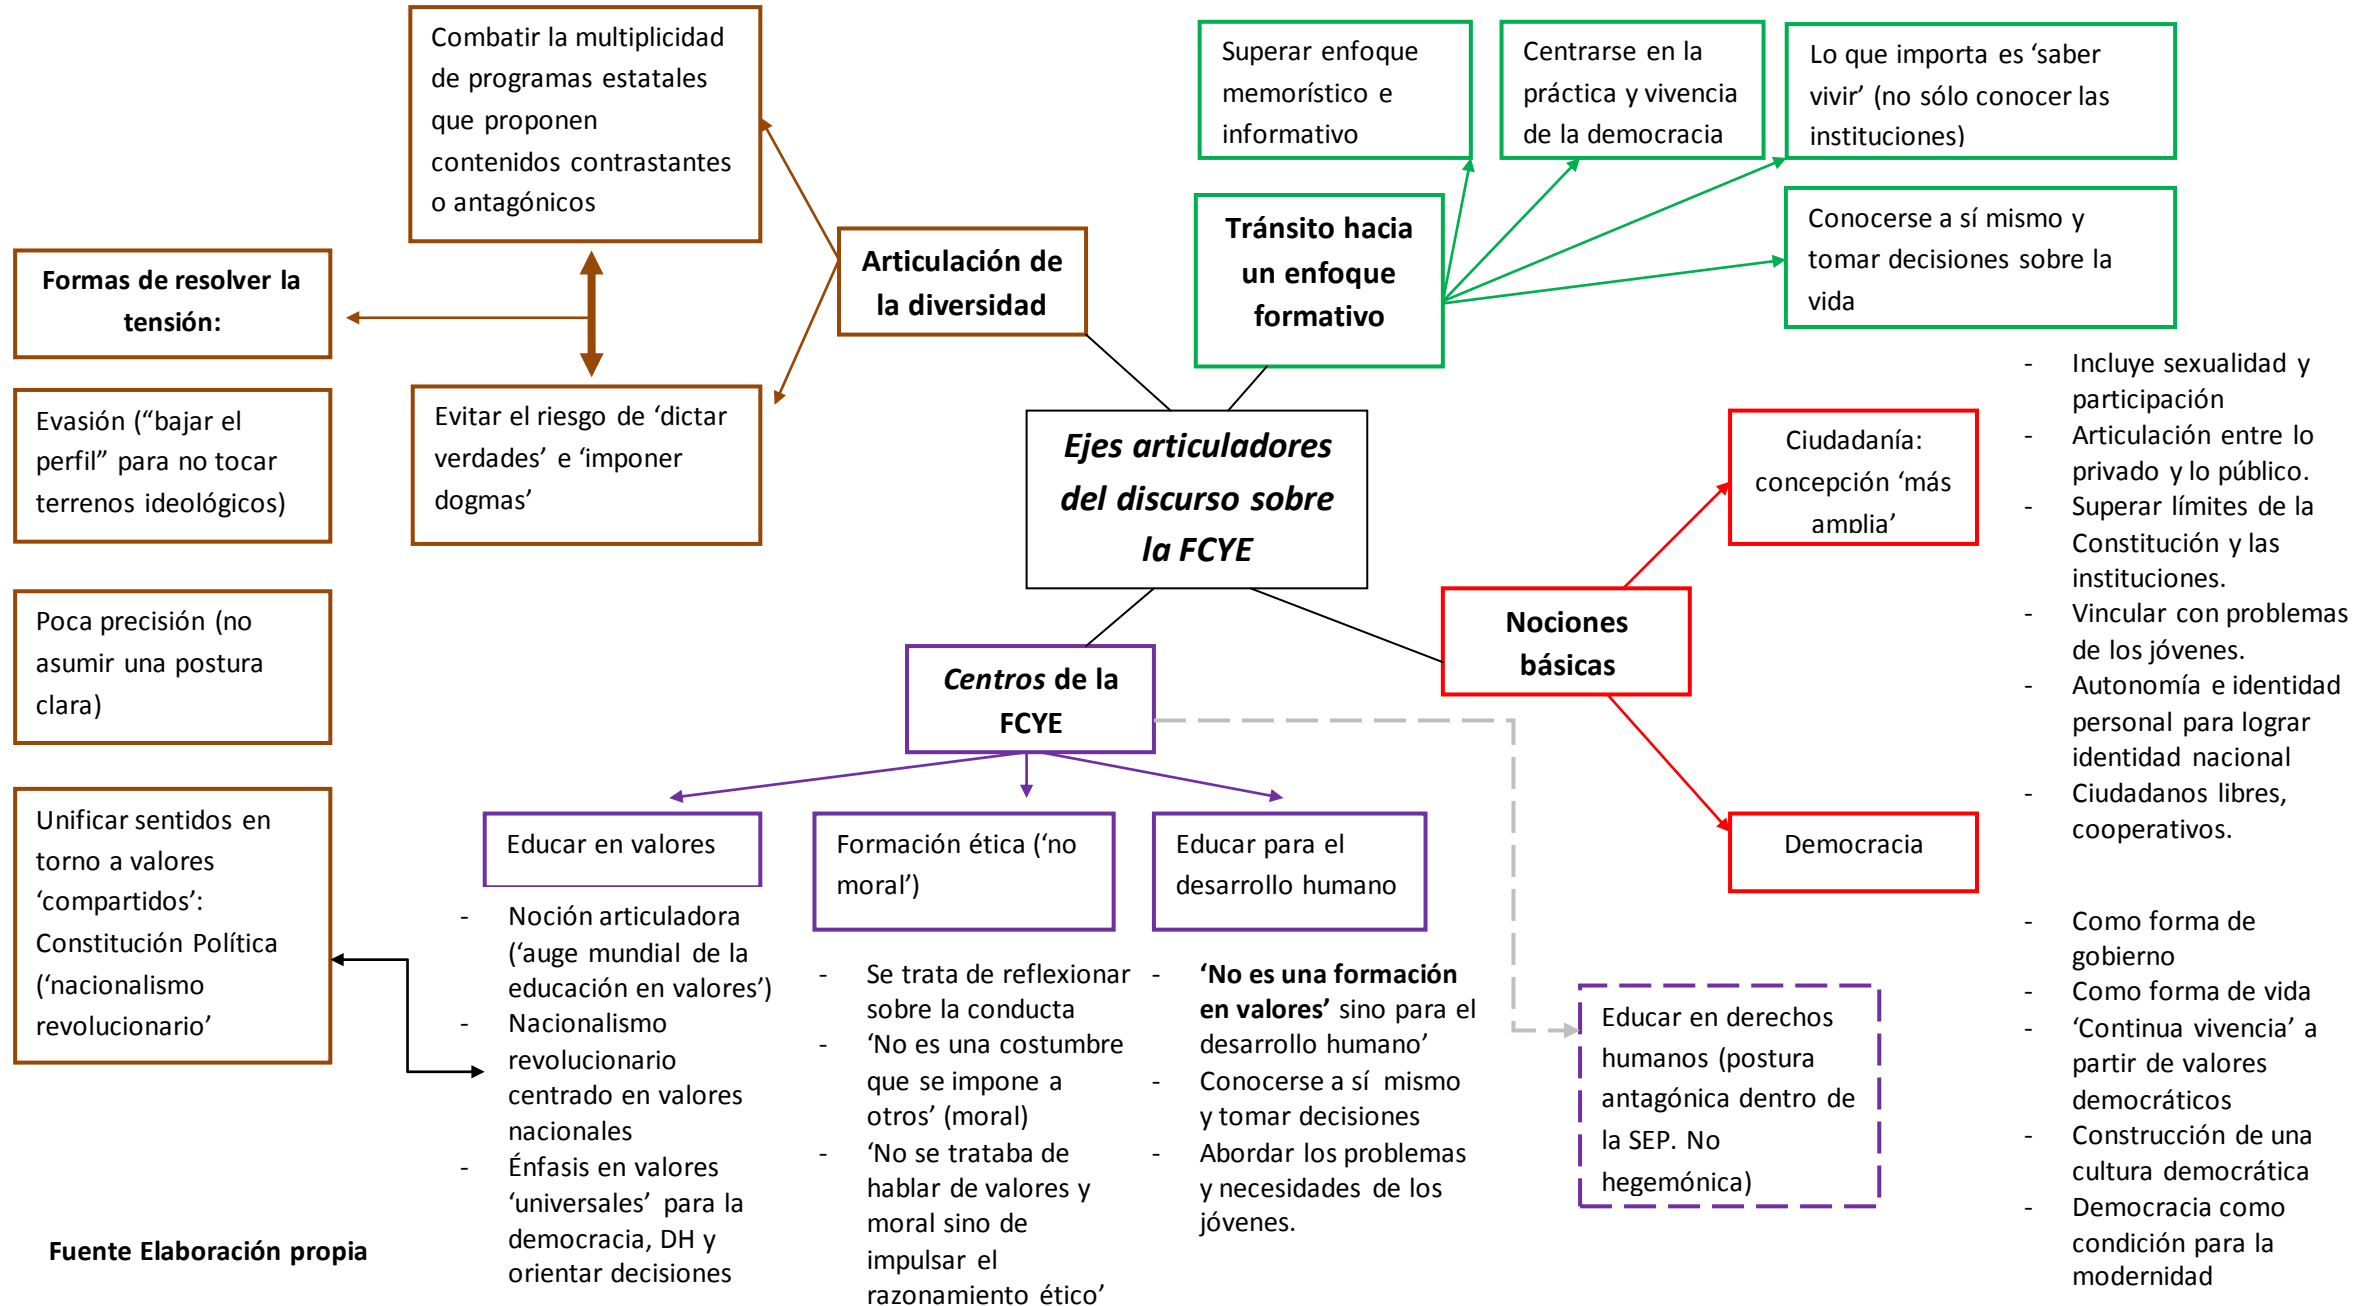 Combatir la multiplicidad
de programas estatales
que proponen
contenidos contrastantes
o antagónicos
Superar enfoque
memorístico e
informativo
Centrarse en la
práctica y vivencia
de la democracia
Lo que importa es ‘saber
vivir’ (no sólo conocer las
instituciones)
Conocerse a sí mismo y
tomar decisiones sobre la
vida
Tránsito hacia
un enfoque
formativo
Articulación de
la diversidad
Formas de resolver la
tensión:
Evasión (“bajar el
perfil” para no tocar
terrenos ideológicos)
Evitar el riesgo de ‘dictar
verdades’ e ‘imponer
dogmas’
Poca precisión (no
asumir una postura
clara)
Unificar sentidos en
torno a valores
‘compartidos’:
Constitución Política
(‘nacionalismo
revolucionario’
Ejes articuladores
del discurso sobre
la FCYE
Ciudadanía:
concepción ‘más
amplia’
- Incluye sexualidad y
participación
- Articulación entre lo
privado y lo público.
- Superar límites de la
Constitución y las
instituciones.
- Vincular con problemas
de los jóvenes.
- Autonomía e identidad
personal para lograr
identidad nacional
- Ciudadanos libres,
cooperativos.
Nociones
básicas
Democracia
- Como forma de
gobierno
- Como forma de vida
- ‘Continua vivencia’ a
partir de valores
democráticos
- Construcción de una
cultura democrática
- Democracia como
condición para la
modernidad
Centros de la
FCYE
Educar en valores
- Noción articuladora
(‘auge mundial de la
educación en valores’)
- Nacionalismo
revolucionario
centrado en valores
nacionales
- Énfasis en valores
‘universales’ para la
democracia, DH y
orientar decisiones
Formación ética (‘no
moral’)
- Se trata de reflexionar
sobre la conducta
- ‘No es una costumbre
que se impone a
otros’ (moral)
- ‘No se trataba de
hablar de valores y
moral sino de
impulsar el
razonamiento ético’
Educar para el
desarrollo humano
- ‘No es una formación
en valores’ sino para el
desarrollo humano’
- Conocerse a sí mismo
y tomar decisiones
- Abordar los problemas
y necesidades de los
jóvenes.
Educar en derechos
humanos (postura
antagónica dentro de
la SEP. No
hegemónica)
Fuente Elaboración propia